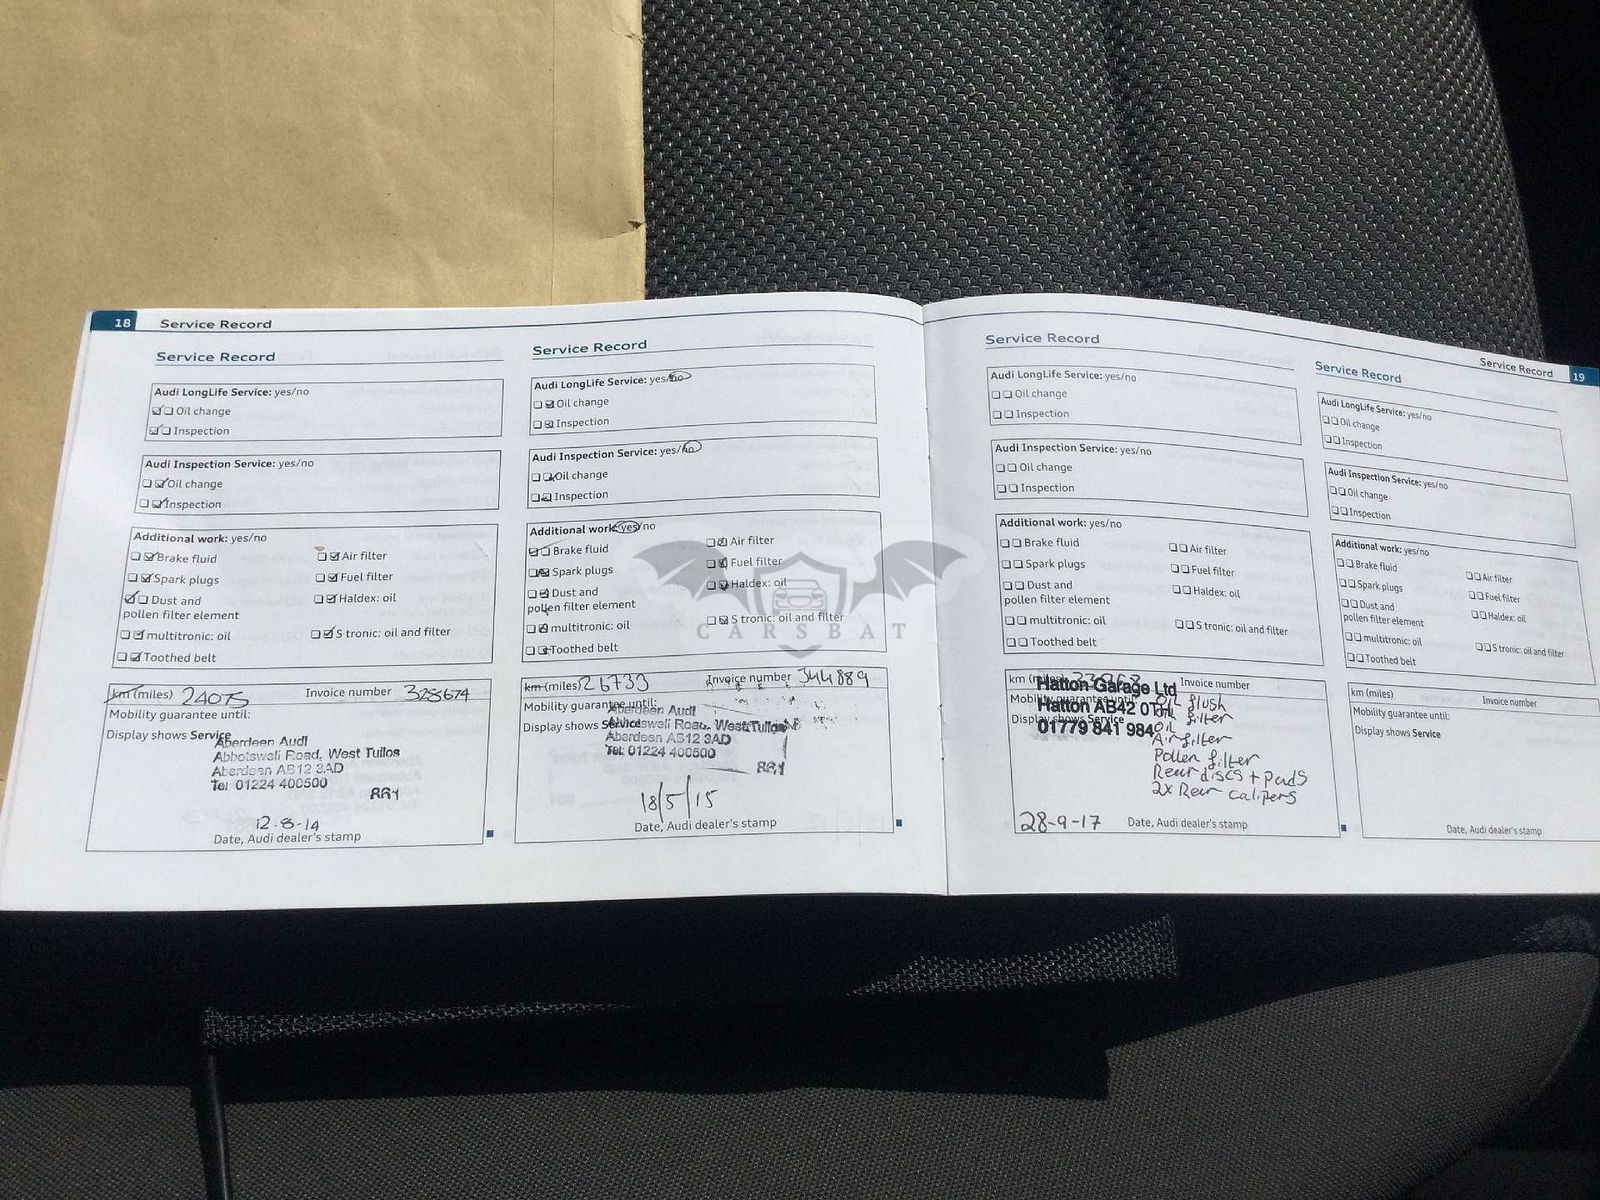 18 Service Record
Service Record
Audi LongLife Service: yes/no
Oil change
Inspection
Audi Inspection Service: yes/no
Oil change
Inspection
Additional work: yes/no
Brake fluid
Air filter
Spark plugs
Fuel filter
Dust and
pollen filter element
Haldex: oil
multitronic: oil
S tronic: oil and filter
Toothed belt
km (miles) 24075 Invoice number 328674
Mobility guarantee until:
Display shows Service
Aberdeen Audi
Abbotswell Road, West Tullos
Aberdeen AB12 3AD
Tel: 01224 400500
12-8-14
Date, Audi dealer's stamp
Service Record
Audi LongLife Service: yes/no
Oil change
Inspection
Audi Inspection Service: yes/no
Oil change
Inspection
Additional work: yes/no
Brake fluid
Air filter
Spark plugs
Fuel filter
Dust and
pollen filter element
Haldex: oil
multitronic: oil
S tronic: oil and filter
Toothed belt
km (miles) 26733 Invoice number 344889
Mobility guarantee until:
Display shows Service
Aberdeen Audi
Abbotswell Road, West Tullos
Aberdeen AB12 3AD
Tel: 01224 400500
18/5/15
Date, Audi dealer's stamp
CARSBAT
Service Record 19
Service Record
Audi LongLife Service: yes/no
Oil change
Inspection
Audi Inspection Service: yes/no
Oil change
Inspection
Additional work: yes/no
Brake fluid
Air filter
Spark plugs
Fuel filter
Dust and
pollen filter element
Haldex: oil
multitronic: oil
S tronic: oil and filter
Toothed belt
km (miles) Invoice number
Mobility guarantee until:
Display shows Service
Hatton Garage Ltd
Hatton AB42 0TH
01779 841 984
Oil flush
Oil filter
Oil
Air filter
Pollen filter
Rear discs + pads
2x Rear calipers
28-9-17 Date, Audi dealer's stamp
Service Record
Audi LongLife Service: yes/no
Oil change
Inspection
Audi Inspection Service: yes/no
Oil change
Inspection
Additional work: yes/no
Brake fluid
Air filter
Spark plugs
Fuel filter
Dust and
pollen filter element
Haldex: oil
multitronic: oil
S tronic: oil and filter
Toothed belt
km (miles) Invoice number
Mobility guarantee until:
Display shows Service
Date, Audi dealer's stamp